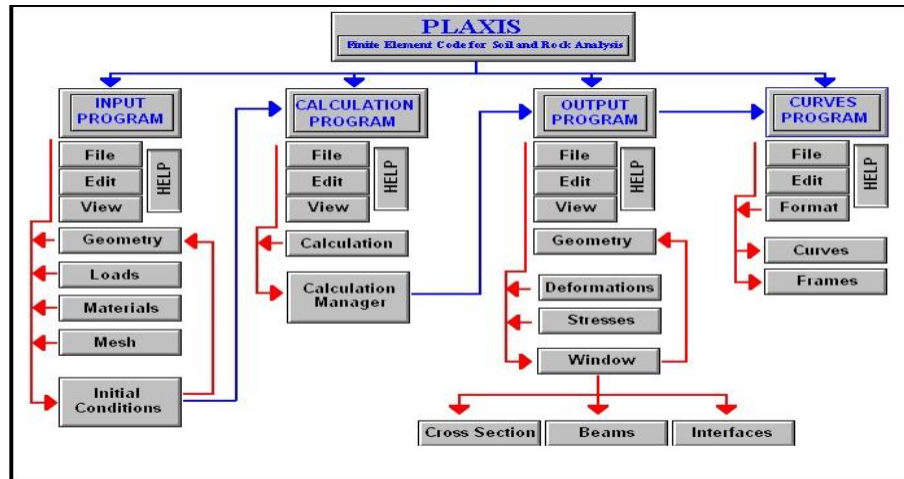 PLAXIS
Finite Element Code for Soil and Rock Analysis
INPUT
PROGRAM
File
Edit
View
HELP
Geometry
Loads
Materials
Mesh
Initial
Conditions
CALCULATION
PROGRAM
File
Edit
View
HELP
Calculation
Calculation
Manager
OUTPUT
PROGRAM
File
Edit
View
HELP
Geometry
Deformations
Stresses
Window
Cross Section
Beams
Interfaces
CURVES
PROGRAM
File
Edit
Format
HELP
Curves
Frames